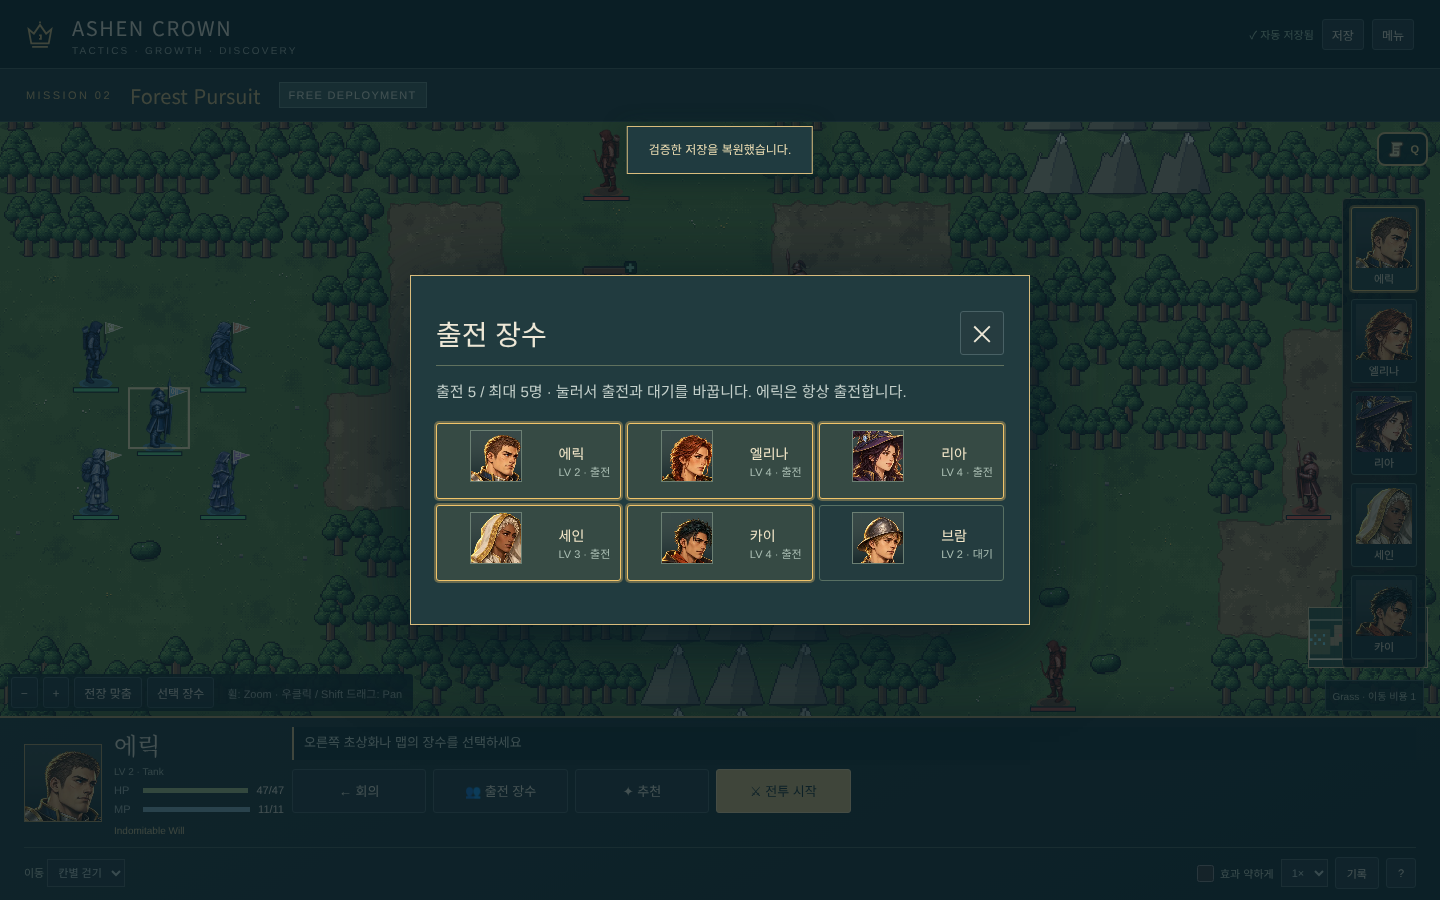 ASHEN CROWN
TACTICS · GROWTH · DISCOVERY
✓ 자동 저장됨
저장
메뉴
MISSION 02
Forest Pursuit
FREE DEPLOYMENT
검증한 저장을 복원했습니다.
Q
에릭
엘리나
리아
세인
카이
출전 장수
출전 5 / 최대 5명 · 눌러서 출전과 대기를 바꿉니다. 에릭은 항상 출전합니다.
에릭
LV 2 · 출전
엘리나
LV 4 · 출전
리아
LV 4 · 출전
세인
LV 3 · 출전
카이
LV 4 · 출전
브람
LV 2 · 대기
−
+
전장 맞춤
선택 장수
휠: Zoom · 우클릭 / Shift 드래그: Pan
Grass · 이동 비용 1
에릭
LV 2 · Tank
HP 47/47
MP 11/11
Indomitable Will
오른쪽 초상화나 맵의 장수를 선택하세요
← 회의
👥 출전 장수
✦ 추천
⚔ 전투 시작
이동 칸별 걷기
효과 약하게
1×
기록
?